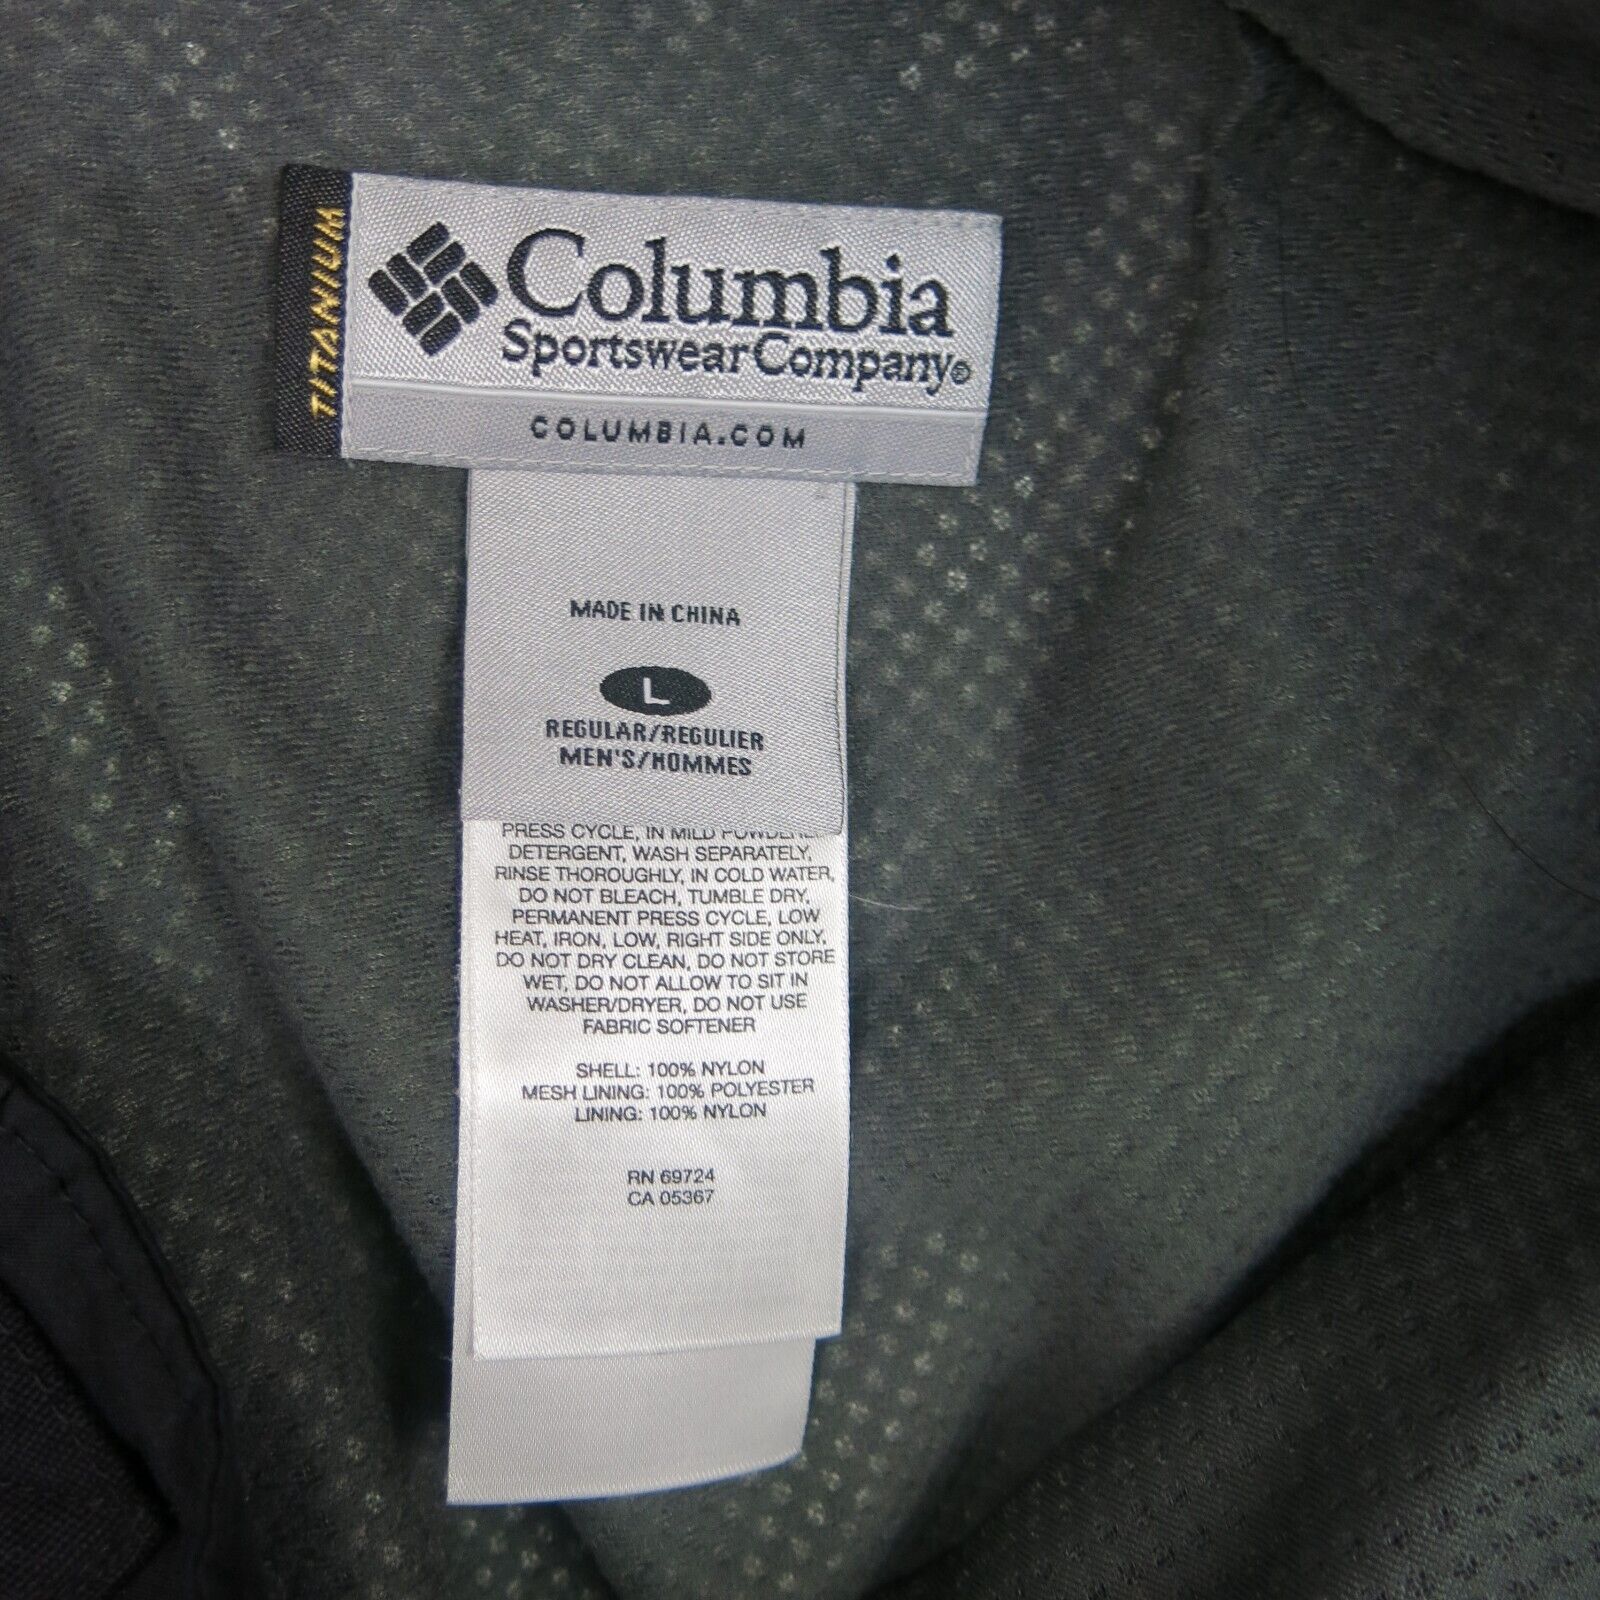 TITANIUM
Columbia
Sportswear Company®
COLUMBIA.COM
MADE IN CHINA
L
REGULAR/REGULIER
MEN'S/HOMMES
PRESS CYCLE, IN MILD
DETERGENT, WASH SEPARATELY,
RINSE THOROUGHLY, IN COLD WATER,
DO NOT BLEACH, TUMBLE DRY,
PERMANENT PRESS CYCLE, LOW
HEAT, IRON, LOW, RIGHT SIDE ONLY,
DO NOT DRY CLEAN, DO NOT STORE
WET, DO NOT ALLOW TO SIT IN
WASHER/DRYER, DO NOT USE
FABRIC SOFTENER
SHELL: 100% NYLON
MESH LINING: 100% POLYESTER
LINING: 100% NYLON
RN 69724
CA 05367